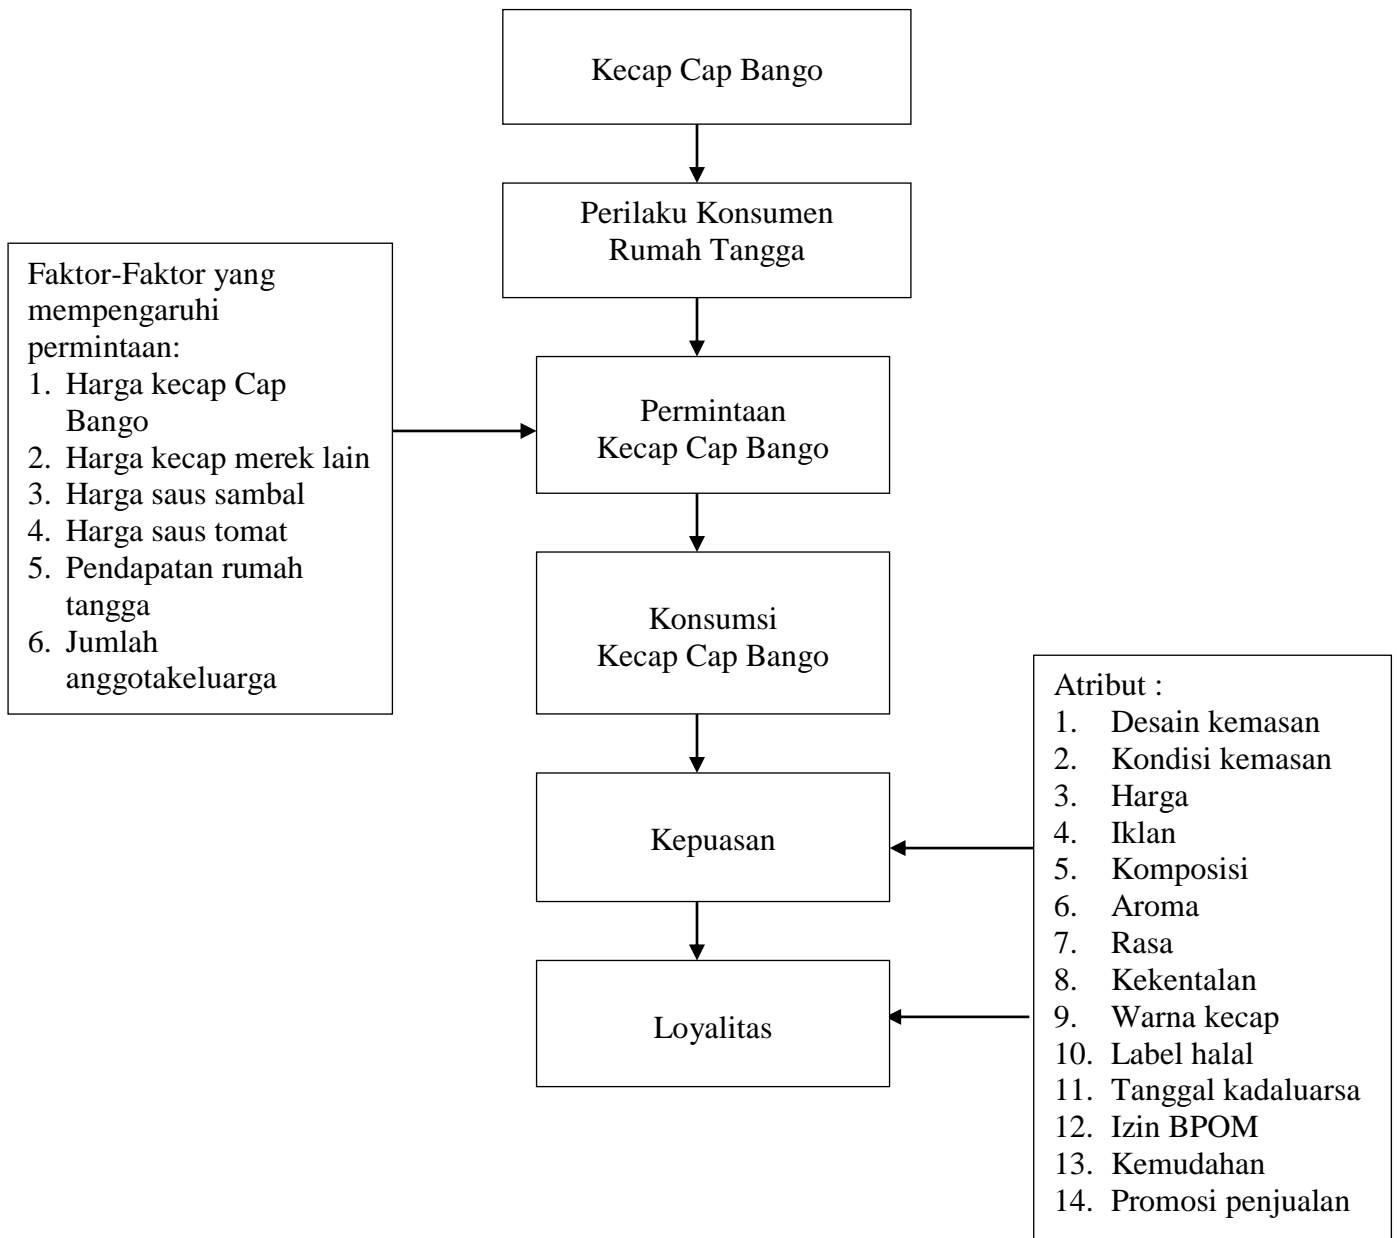 Kecap Cap Bango
Perilaku Konsumen
Rumah Tangga
Faktor-Faktor yang
mempengaruhi
permintaan:
1. Harga kecap Cap
Bango
2. Harga kecap merek lain
3. Harga saus sambal
4. Harga saus tomat
5. Pendapatan rumah
tangga
6. Jumlah
anggotakeluarga
Permintaan
Kecap Cap Bango
Konsumsi
Kecap Cap Bango
Kepuasan
Loyalitas
Atribut :
1. Desain kemasan
2. Kondisi kemasan
3. Harga
4. Iklan
5. Komposisi
6. Aroma
7. Rasa
8. Kekentalan
9. Warna kecap
10. Label halal
11. Tanggal kadaluarsa
12. Izin BPOM
13. Kemudahan
14. Promosi penjualan